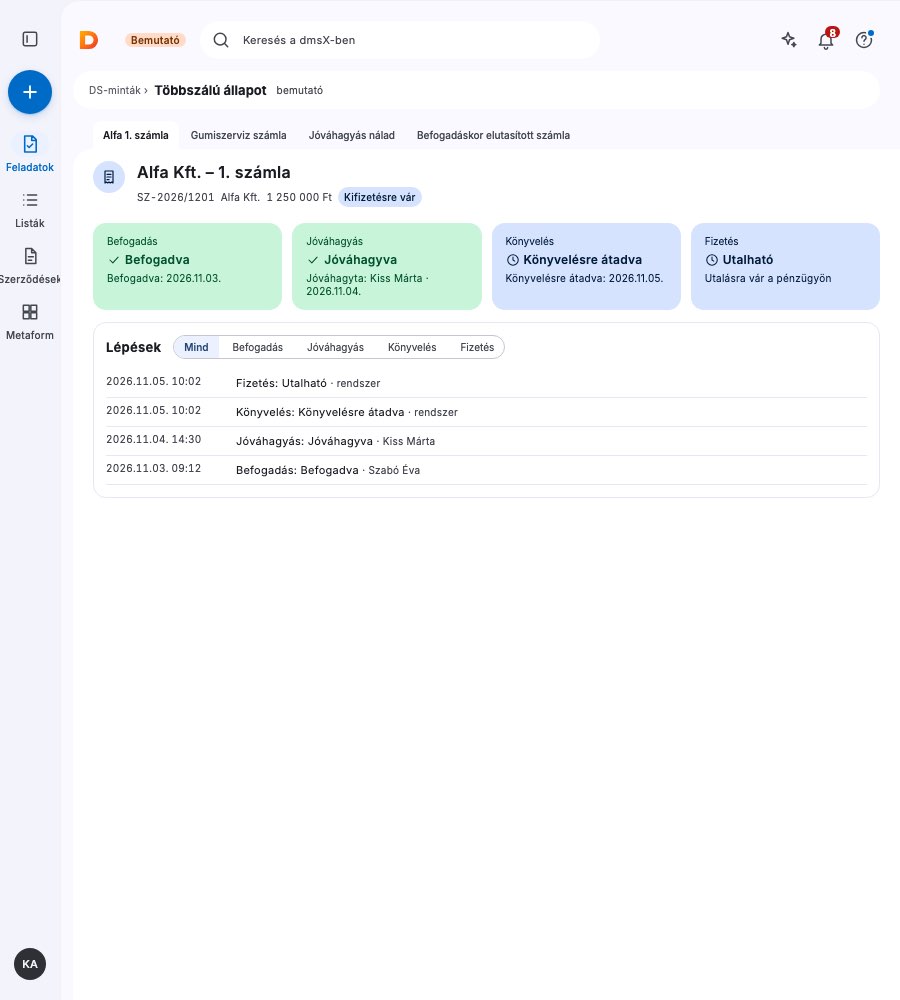 Bemutató
Keresés a dmsX-ben
8
DS-minták › Többszálú állapot bemutató
Feladatok
Listák
Szerződések
Metaform
KA
Alfa 1. számla
Gumiszerviz számla
Jóváhagyás nálad
Befogadáskor elutasított számla
Alfa Kft. – 1. számla
SZ-2026/1201 Alfa Kft. 1 250 000 Ft Kifizetésre vár
Befogadás
Befogadva
Befogadva: 2026.11.03.
Jóváhagyás
Jóváhagyva
Jóváhagyta: Kiss Márta ·
2026.11.04.
Könyvelés
Könyvelésre átadva
Könyvelésre átadva: 2026.11.05.
Fizetés
Utalható
Utalásra vár a pénzügyön
Lépések
Mind Befogadás Jóváhagyás Könyvelés Fizetés
2026.11.05. 10:02 Fizetés: Utalható · rendszer
2026.11.05. 10:02 Könyvelés: Könyvelésre átadva · rendszer
2026.11.04. 14:30 Jóváhagyás: Jóváhagyva · Kiss Márta
2026.11.03. 09:12 Befogadás: Befogadva · Szabó Éva